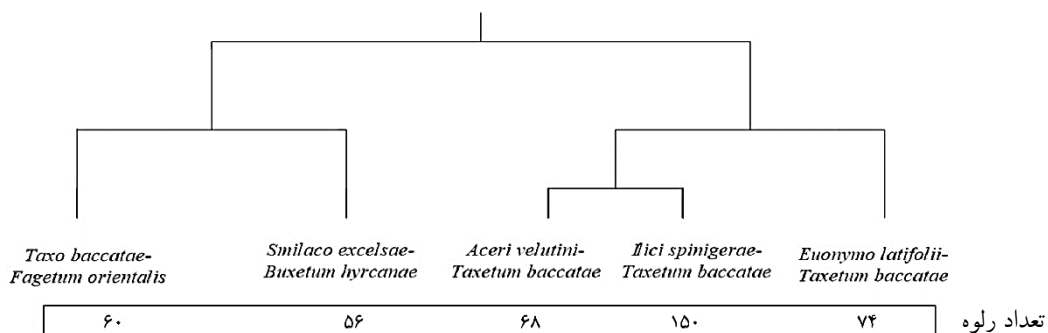 Taxo baccatae-
Fagetum orientalis
Smilaco excelsae-
Buxetum hyrcanae
Aceri velutini-
Taxetum baccatae
Ilici spinigerae-
Taxetum baccatae
Euonymo latifolii-
Taxetum baccatae
تعداد رلوه
۶۰ ۵۶ ۶۸ ۱۵۰ ۷۴